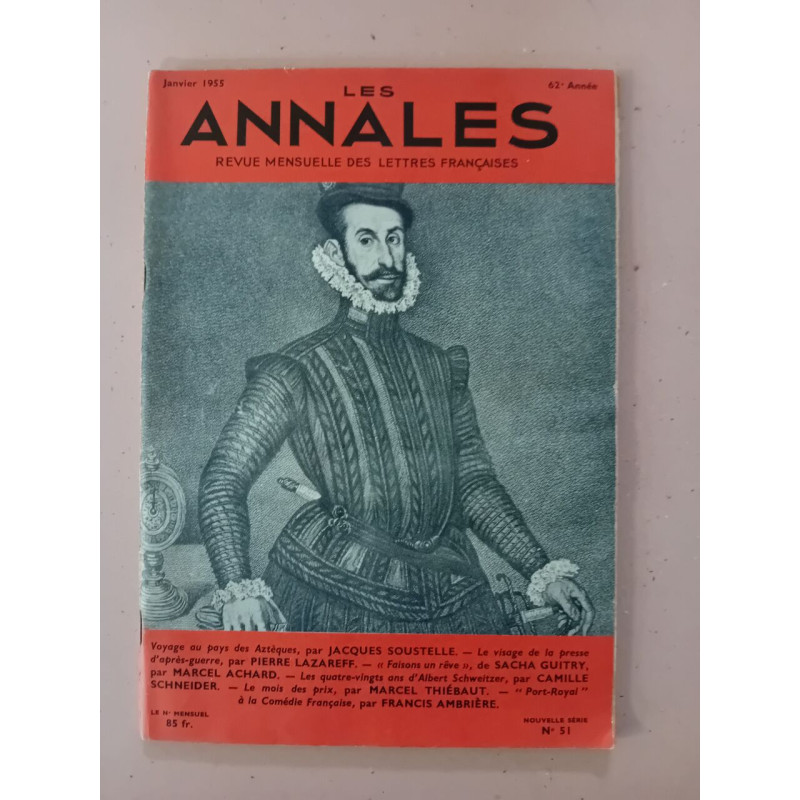 Janvier 1955
62e Année
LES
ANNALES
REVUE MENSUELLE DES LETTRES FRANÇAISES
Voyage au pays des Aztèques, par JACQUES SOUSTELLE. — Le visage de la presse
d'après-guerre, par PIERRE LAZAREFF. — « Faisons un rêve », de SACHA GUITRY,
par MARCEL ACHARD. — Les quatre-vingts ans d'Albert Schweitzer, par CAMILLE
SCHNEIDER. — Le mois des prix, par MARCEL THIÉBAUT. — "Port-Royal"
à la Comédie Française, par FRANCIS AMBRIÈRE.
LE No MENSUEL
85 fr.
NOUVELLE SÉRIE
No 51